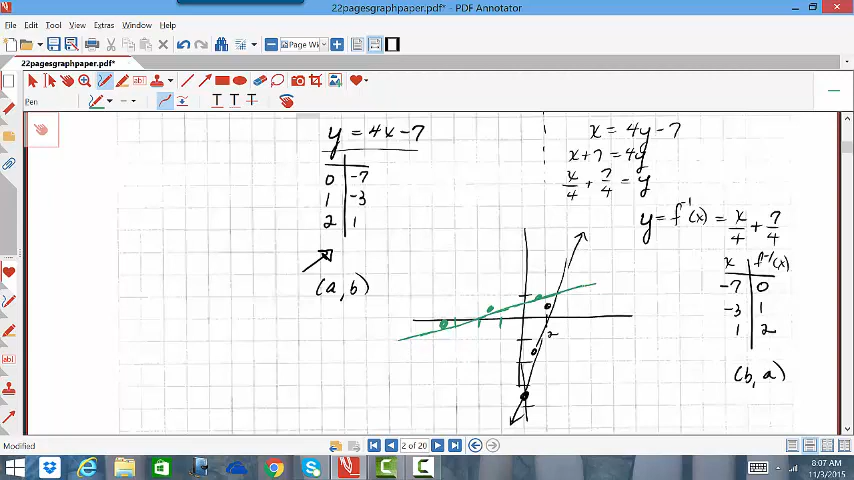 22pagesgraphpaper.pdf* - PDF Annotator
File Edit Tool View Extras Window Help
Page Wi
22pagesgraphpaper.pdf*
Pen
y = 4x - 7
0 -7
1 -3
2 1
(a, b)
x = 4y - 7
x + 7 = 4y
x/4 + 7/4 = y
y = f⁻¹(x) = x/4 + 7/4
x f⁻¹(x)
-7 0
-3 1
1 2
(b, a)
2
Modified
2 of 20
8:07 AM
11/3/2015